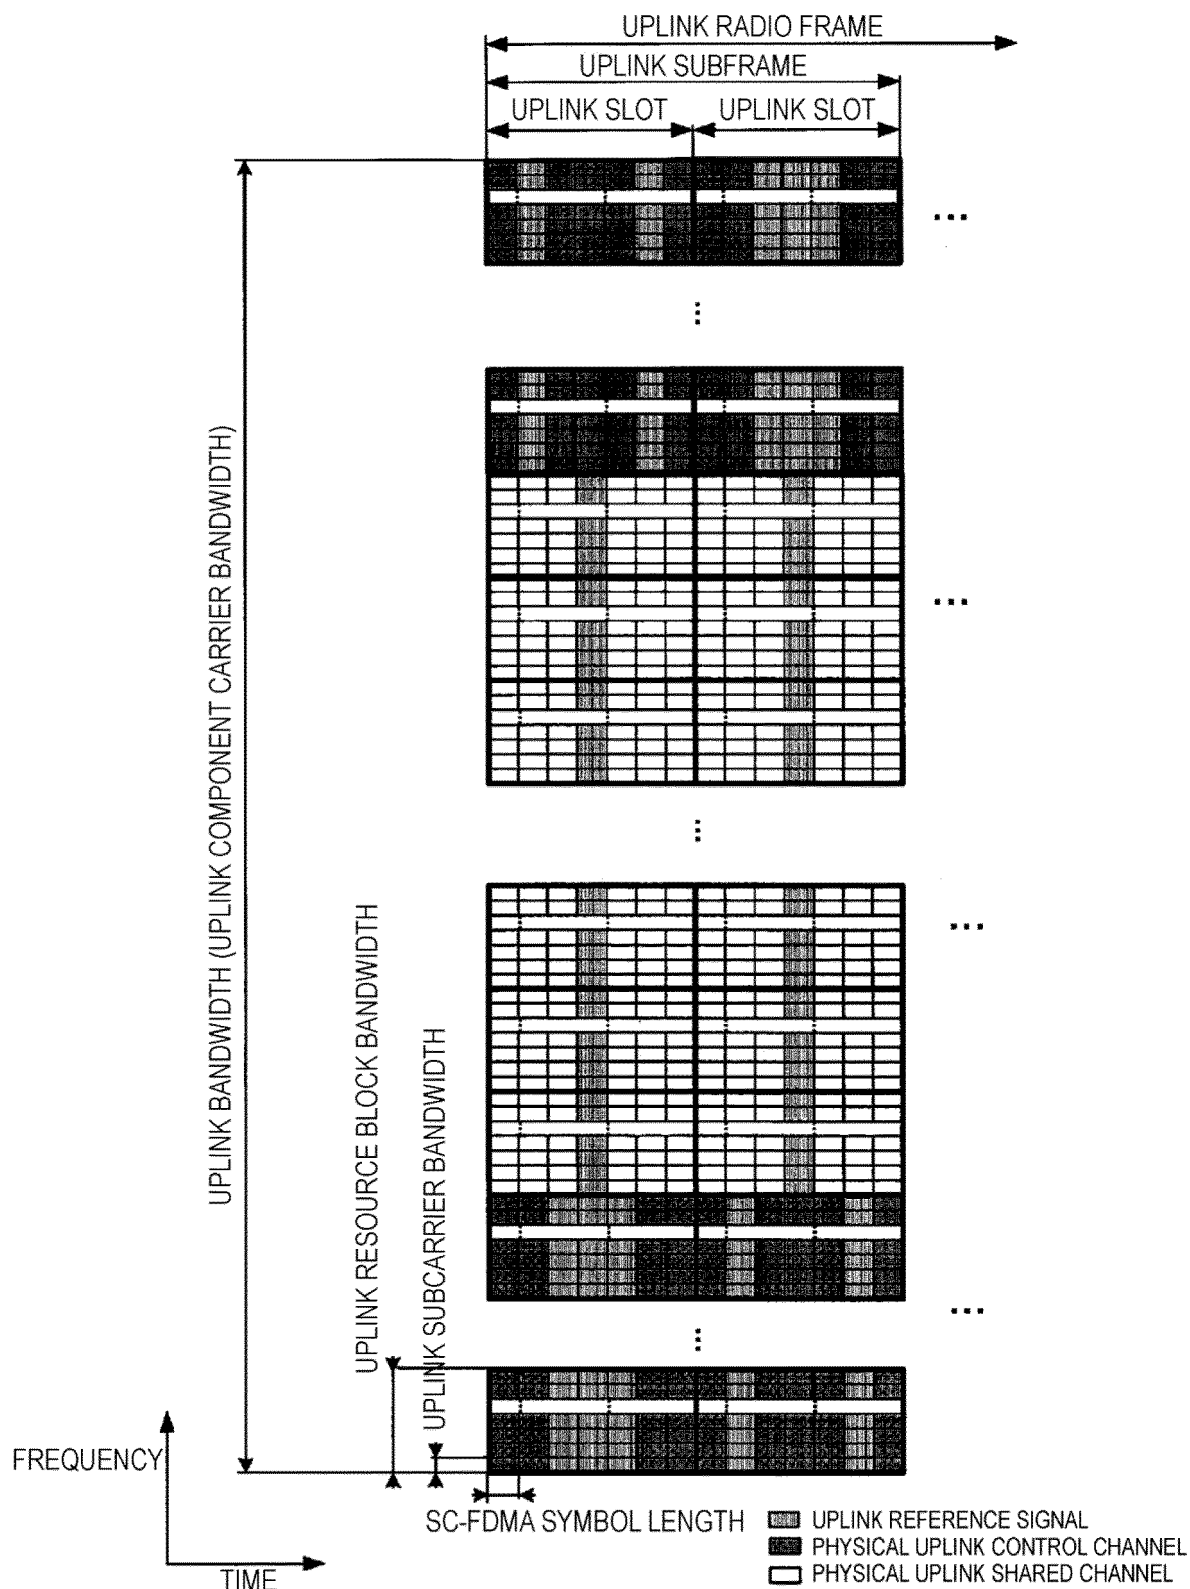 UPLINK RADIO FRAME
UPLINK SUBFRAME
UPLINK SLOT
UPLINK SLOT
UPLINK BANDWIDTH (UPLINK COMPONENT CARRIER BANDWIDTH)
UPLINK RESOURCE BLOCK BANDWIDTH
UPLINK SUBCARRIER BANDWIDTH
FREQUENCY
TIME
SC-FDMA SYMBOL LENGTH
UPLINK REFERENCE SIGNAL
PHYSICAL UPLINK CONTROL CHANNEL
PHYSICAL UPLINK SHARED CHANNEL